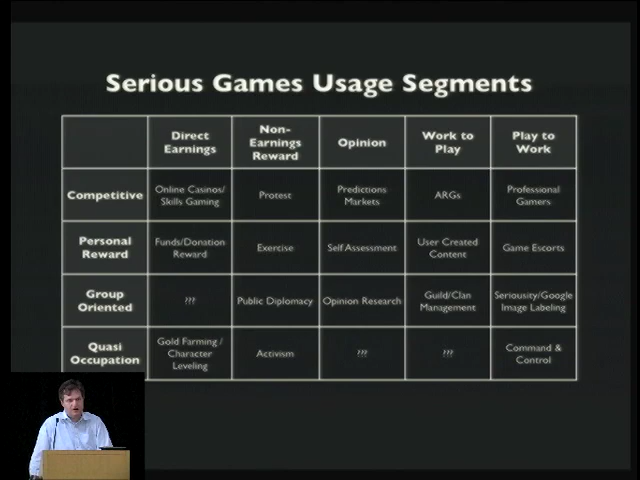 Serious Games Usage Segments
Direct Earnings
Non-Earnings Reward
Opinion
Work to Play
Play to Work
Competitive
Online Casinos/ Skills Gaming
Protest
Predictions Markets
ARGs
Professional Gamers
Personal Reward
Funds/Donation Reward
Exercise
Self Assessment
User Created Content
Game Escorts
Group Oriented
???
Public Diplomacy
Opinion Research
Guild/Clan Management
Seriousity/Google Image Labeling
Quasi Occupation
Gold Farming / Character Leveling
Activism
???
???
Command & Control